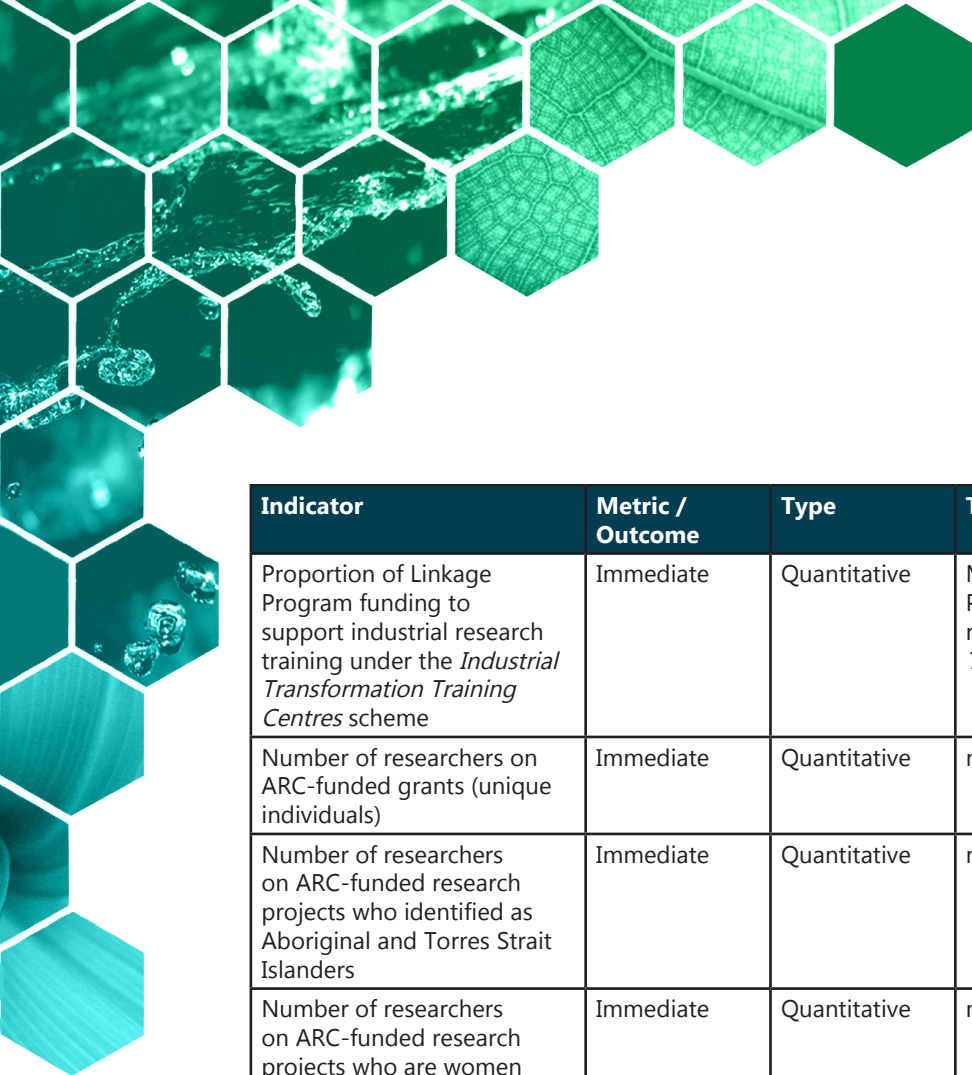 Indicator
Metric /
Outcome
Type
Proportion of Linkage
Program funding to
support industrial research
training under the Industrial
Transformation Training
Centres scheme
Immediate
Quantitative
Number of researchers on
ARC-funded grants (unique
individuals)
Immediate
Quantitative
Number of researchers
on ARC-funded research
projects who identified as
Aboriginal and Torres Strait
Islanders
Immediate
Quantitative
Number of researchers
on ARC-funded research
projects who are women
Immediate
Quantitative